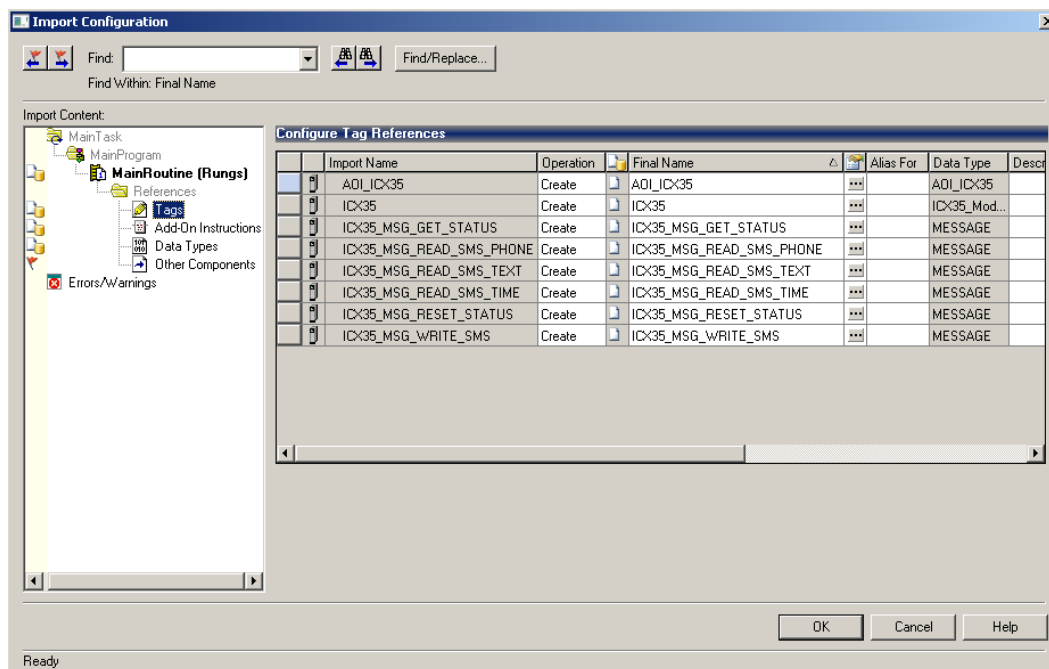 Import Configuration
Find:
Find/Replace...
Find Within: Final Name
Import Content:
MainTask
MainProgram
MainRoutine (Rungs)
References
Tags
Add-On Instructions
Data Types
Other Components
Errors/Warnings
Configure Tag References
Import Name Operation Final Name Alias For Data Type Descr
AOI_ICX35 Create AOI_ICX35 ... AOI_ICX35
ICX35 Create ICX35 ... ICX35_Mod...
ICX35_MSG_GET_STATUS Create ICX35_MSG_GET_STATUS ... MESSAGE
ICX35_MSG_READ_SMS_PHONE Create ICX35_MSG_READ_SMS_PHONE ... MESSAGE
ICX35_MSG_READ_SMS_TEXT Create ICX35_MSG_READ_SMS_TEXT ... MESSAGE
ICX35_MSG_READ_SMS_TIME Create ICX35_MSG_READ_SMS_TIME ... MESSAGE
ICX35_MSG_RESET_STATUS Create ICX35_MSG_RESET_STATUS ... MESSAGE
ICX35_MSG_WRITE_SMS Create ICX35_MSG_WRITE_SMS ... MESSAGE
OK Cancel Help
Ready